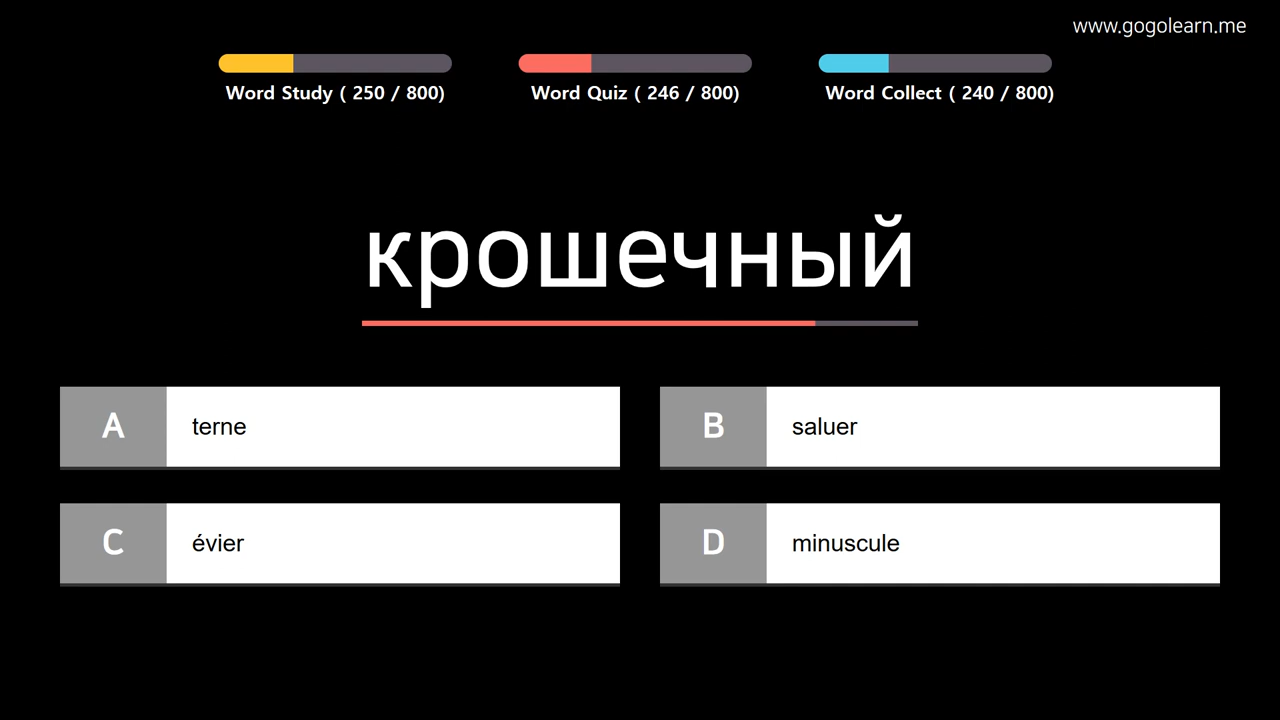 www.gogolearn.me
Word Study ( 250 / 800)
Word Quiz ( 246 / 800)
Word Collect ( 240 / 800)
крошечный
A terne
B saluer
C évier
D minuscule